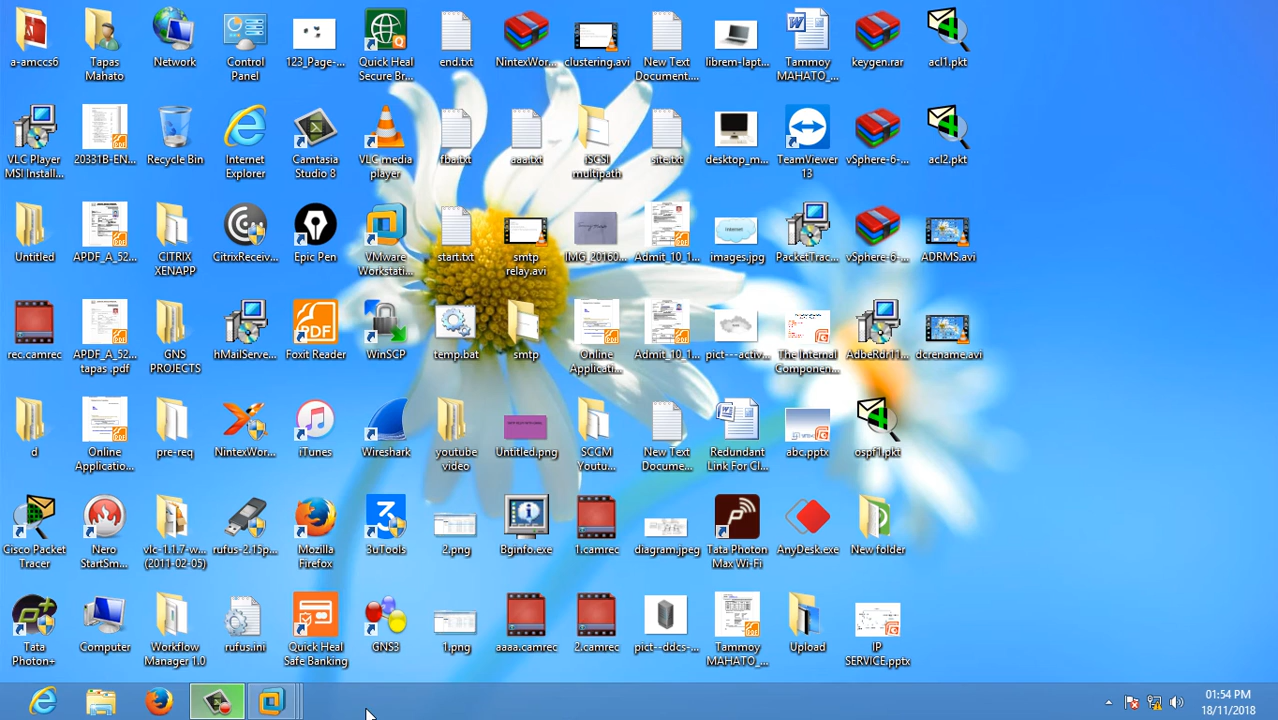 a-amccs6
Tapas
Mahato
Network
Control
Panel
123_Page-...
Quick Heal
Secure Br...
end.txt
NintexWor...
clustering.avi
New Text
Document....
librem-lapt...
Tammoy
MAHATO_...
keygen.rar
acl1.pkt
VLC Player
MSI Install...
20331B-EN...
Recycle Bin
Internet
Explorer
Camtasia
Studio 8
VLC media
player
fba.txt
aaa.txt
iSCSI
multipath
site.txt
desktop_m...
TeamViewer
13
vSphere-6-...
acl2.pkt
Untitled
APDF_A_52...
CITRIX
XENAPP
CitrixReceiv...
Epic Pen
VMware
Workstati...
start.txt
smtp
relay.avi
IMG_20160...
Admit_10_1...
images.jpg
PacketTrac...
vSphere-6-...
ADRMS.avi
rec.camrec
APDF_A_52...
tapas .pdf
GNS
PROJECTS
hMailServe...
Foxit Reader
WinSCP
temp.bat
smtp
Online
Applicati...
Admit_10_1...
pict---activ...
The Internal
Componen...
AdbeRdr11...
dcrename.avi
d
Online
Applicatio...
pre-req
NintexWor...
iTunes
Wireshark
youtube
video
Untitled.png
SCCM
Youtu...
New Text
Docume...
Redundant
Link For Cl...
abc.pptx
ospf1.pkt
Cisco Packet
Tracer
Nero
StartSm...
vlc-1.1.7-w...
(2011-02-05)
rufus-2.15p...
Mozilla
Firefox
3uTools
2.png
Bginfo.exe
1.camrec
diagram.jpeg
Tata Photon
Max Wi-Fi
AnyDesk.exe
New folder
Tata
Photon+
Computer
Workflow
Manager 1.0
rufus.ini
Quick Heal
Safe Banking
GNS3
1.png
aaaa.camrec
2.camrec
pict--ddcs-...
Tammoy
MAHATO_...
Upload
IP
SERVICE.pptx
01:54 PM
18/11/2018